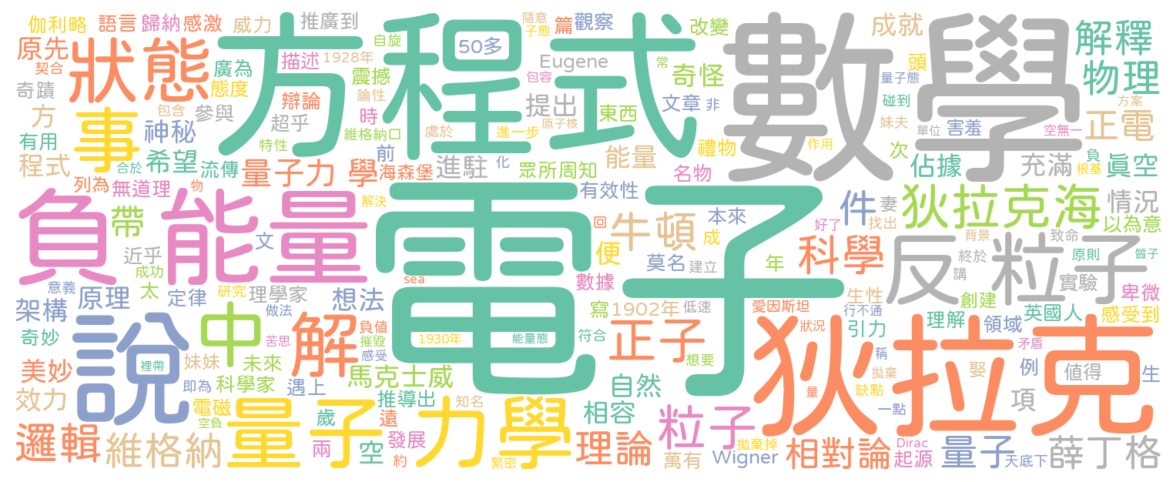 伽利略 語言 歸納 感激 威力 推廣到 隨意 子態 篇 觀察 改變 成就
原先 契合 狀態 廣為 描述 自旋 1928年 50多 Eugene 常 頭 解釋
奇蹟 態度 方程式 震撼 包容 奇怪 量子態 數學 物理
方 包含 參與 辯論 論性 提出 原子核 東西 文章 非 碰到 方案
有用 事 神秘 超乎 時 維格納 口 處於 進一步 妹夫 單位 害羞 空無一 正電
程式 合於 希望 流傳 特性 前 眾所周知 能量 禮物 作用 次 佔據 充滿 負 根基 真空
列為 無道理 物 量子力 學 海森堡 進駐 化 名物
負能量 帶 解決 電子 有效性 回 牛頓 本來 件 妻 找出 狄拉克海 情況 以為意
近乎 文 便 成 莫名 建立 好了 科學 背景 終於 反粒子 致命 原則 質子
成功 sea 數據 年 講 實驗
架構 意義 原理 太 定律 研究 理學家 做法 想法 寫 1902年 低速 愛因斯坦 生性 行不通 創建 英國人 卑微
奇妙 說 中 解 負值 摧毀 1930年 能量態 符合 正子 想要 狀況 引力 理解 領域 感受到
美妙 裡帶 妹妹 未來 苦思 感受 狄拉克 稱 矛盾
效力 即為 科學家 遇上 馬克士威 自然 量 拋棄 缺點 娶 例 值得 生
電磁 空負 歲 推導出 知名 相容 粒子 一點 項
邏輯 維格納 量子力學 兩 空 遠 發展 約 緊密 理論 萬有 拋棄掉 Wigner 相對論 Dirac 起源 量子 天底下 薛丁格